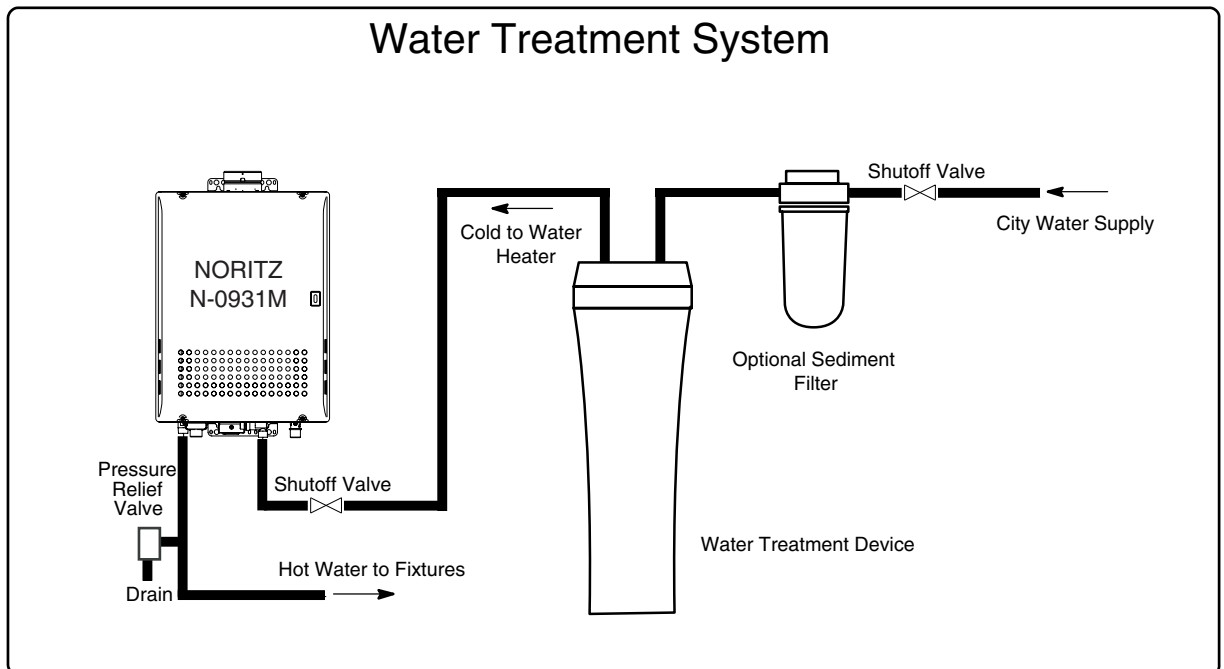 Water Treatment System
Shutoff Valve
City Water Supply
Cold to Water
Heater
NORITZ
N-0931M
Optional Sediment
Filter
Pressure
Relief
Valve
Shutoff Valve
Water Treatment Device
Hot Water to Fixtures
Drain